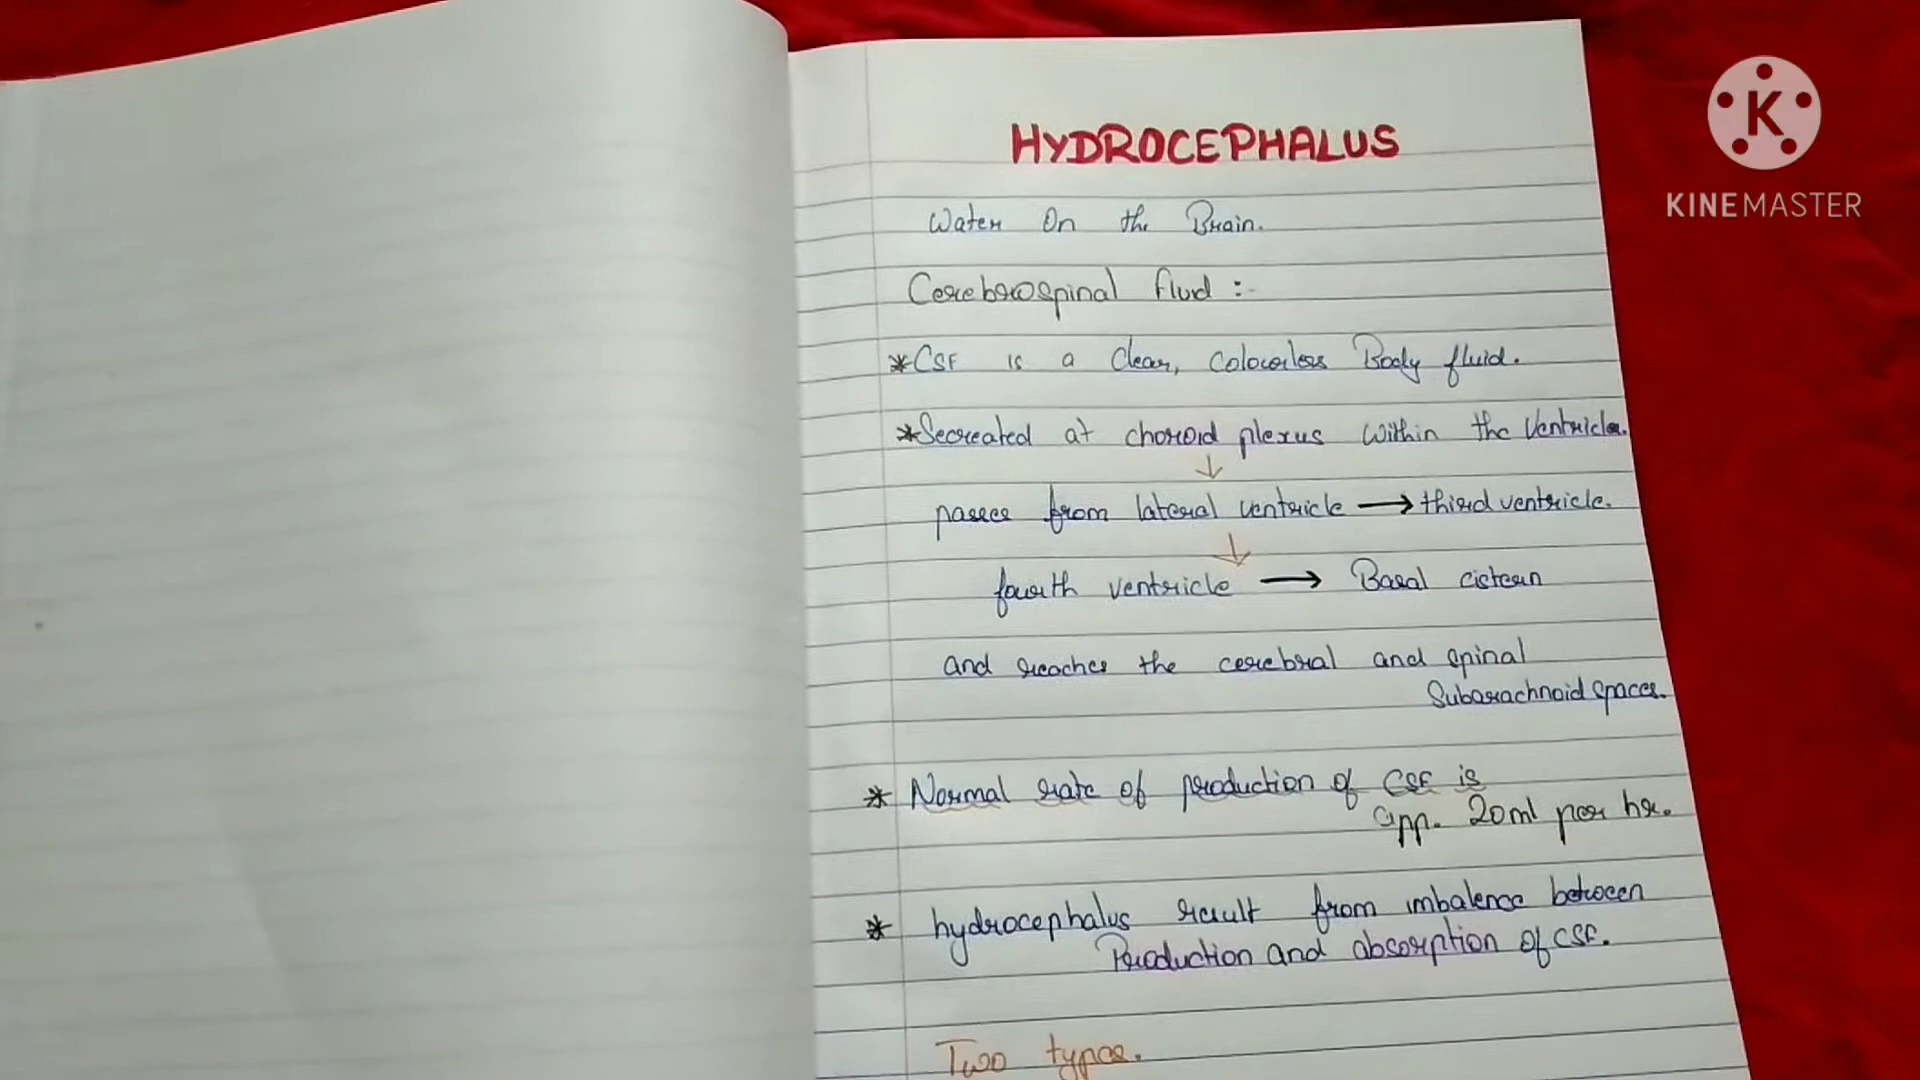 HYDROCEPHALUS
Water On the Brain.
Cerebrospinal fluid :-
*CSF is a Clear, Colourless Body fluid.
*Secreated at choroid plexus within the Ventricles.
↓
passes from lateral ventricle → third ventricle.
↓
fourth ventricle → Basal cistern
and reaches the cerebral and spinal
Subarachnoid spaces.
* Normal rate of production of CSF is
app. 20ml per hr.
* hydrocephalus result from imbalence between
Production and absorption of CSF.
Two types.
K
KINEMASTER